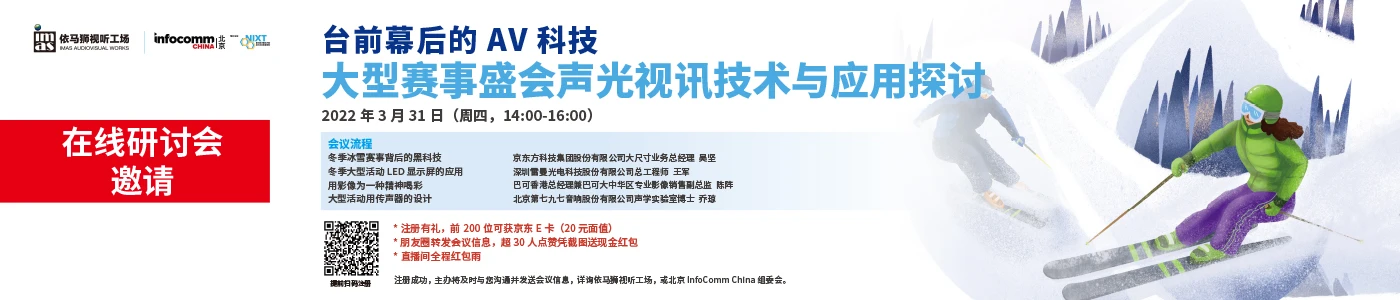 imas 依马狮视听工场
IMAS AUDIOVISUAL WORKS
infocomm
CHINA 北京
NIXT
在线研讨会
邀请
台前幕后的 AV 科技
大型赛事盛会声光视讯技术与应用探讨
2022 年 3 月 31 日（周四，14:00-16:00）
会议流程
冬季冰雪赛事背后的黑科技 京东方科技集团股份有限公司大尺寸业务总经理 吴坚
冬季大型活动 LED 显示屏的应用 深圳雷曼光电科技股份有限公司总工程师 王军
用影像为一种精神喝彩 巴可香港总经理兼巴可大中华区专业影像销售副总监 陈阵
大型活动用传声器的设计 北京第七九七音响股份有限公司声学实验室博士 乔琼
* 注册有礼，前 200 位可获京东 E 卡（20 元面值）
* 朋友圈转发会议信息，超 30 人点赞凭截图送现金红包
* 直播间全程红包雨
提前扫码注册
注册成功，主办将及时与您沟通并发送会议信息，详询依马狮视听工场，或北京 InfoComm China 组委会。